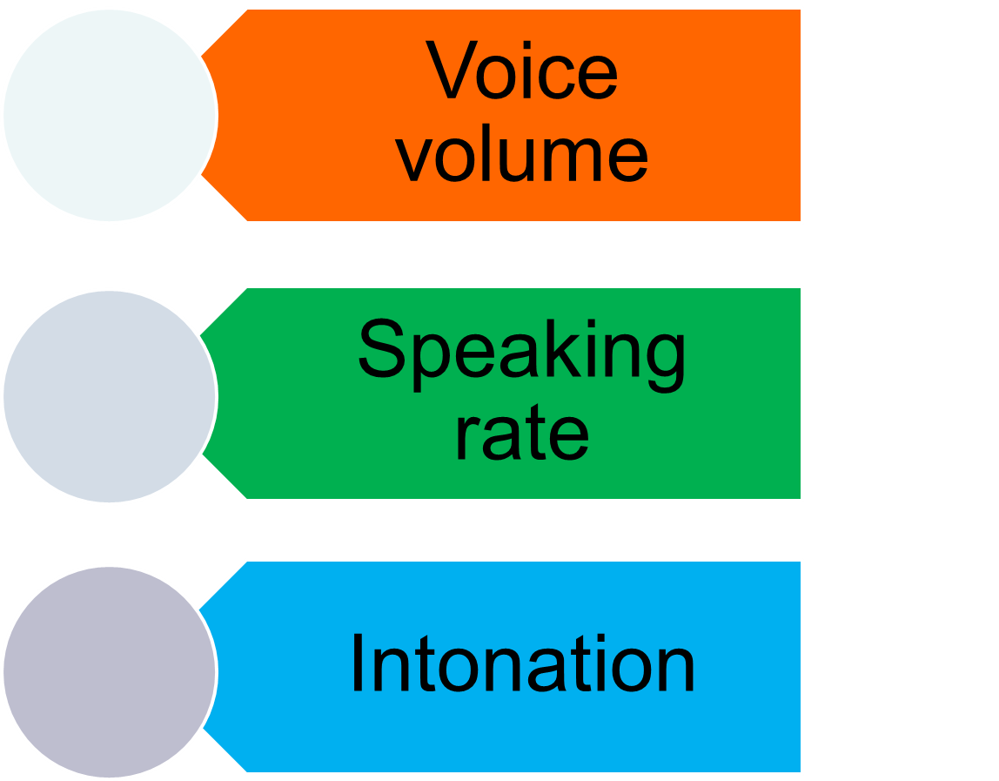 Voice
volume
Speaking
rate
Intonation